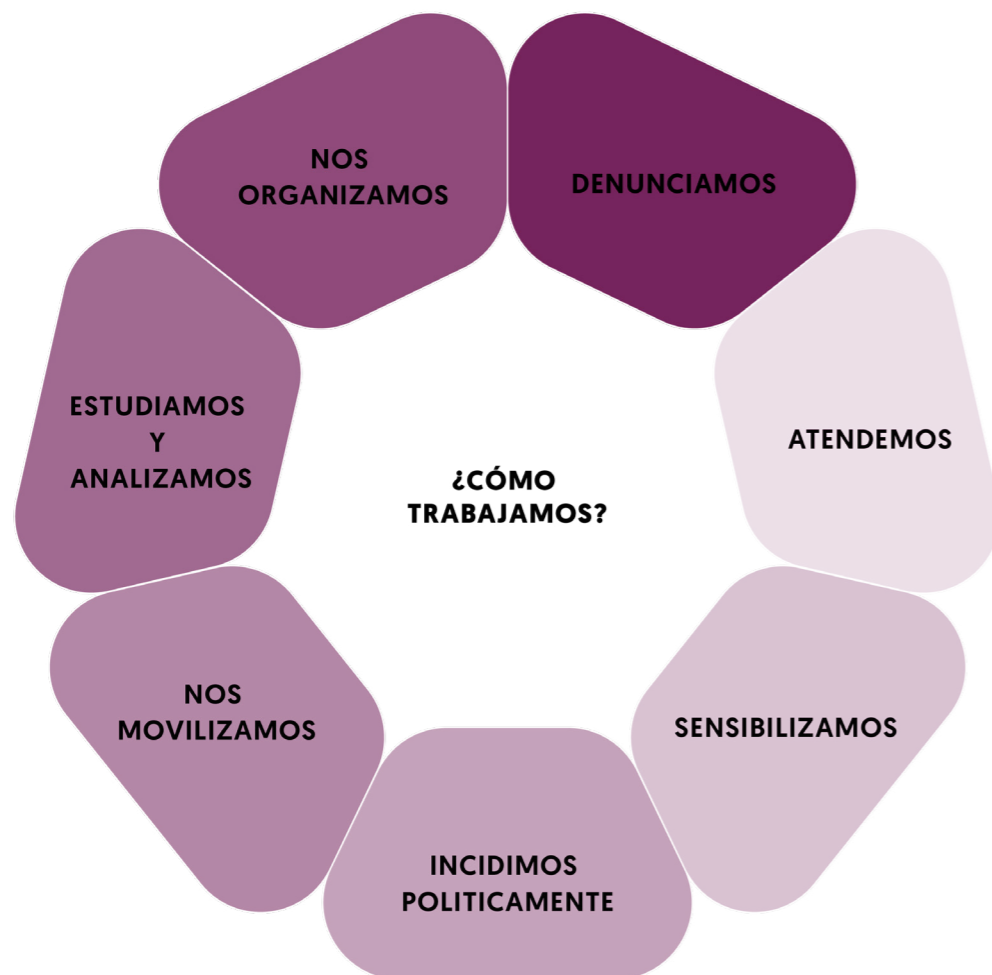 ¿CÓMO
TRABAJAMOS?
DENUNCIAMOS
ATENDEMOS
SENSIBILIZAMOS
INCIDIMOS
POLITICAMENTE
NOS
MOVILIZAMOS
ESTUDIAMOS
Y
ANALIZAMOS
NOS
ORGANIZAMOS